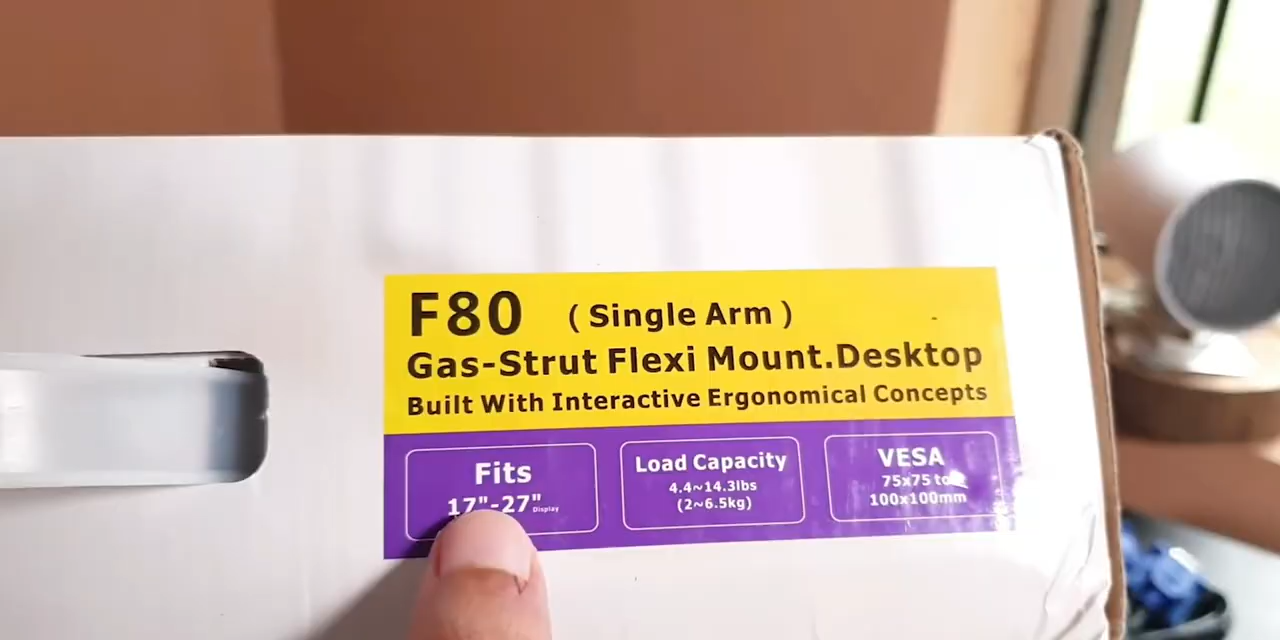 F80 (Single Arm)
Gas-Strut Flexi Mount.Desktop
Built With Interactive Ergonomical Concepts
Fits
17"-27" Display
Load Capacity
4.4~14.3lbs
(2~6.5kg)
VESA
75x75 to
100x100mm